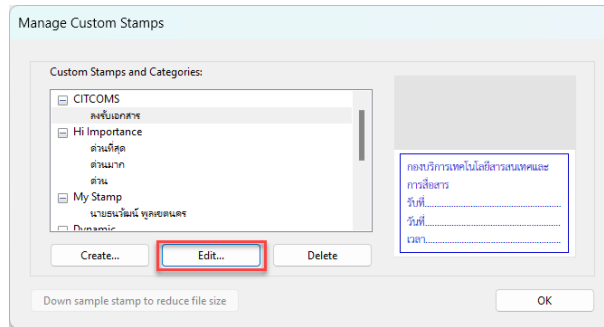 Manage Custom Stamps
Custom Stamps and Categories:
CITCOMS
ลงรับเอกสาร
Hi Importance
ด่วนที่สุด
ด่วนมาก
ด่วน
My Stamp
นายธนวัฒน์ พูลเขตนคร
Dynamic
กองบริการเทคโนโลยีสารสนเทศและ
การสื่อสาร
วันที่
วันที่
เวลา
Create...
Edit...
Delete
Down sample stamp to reduce file size
OK